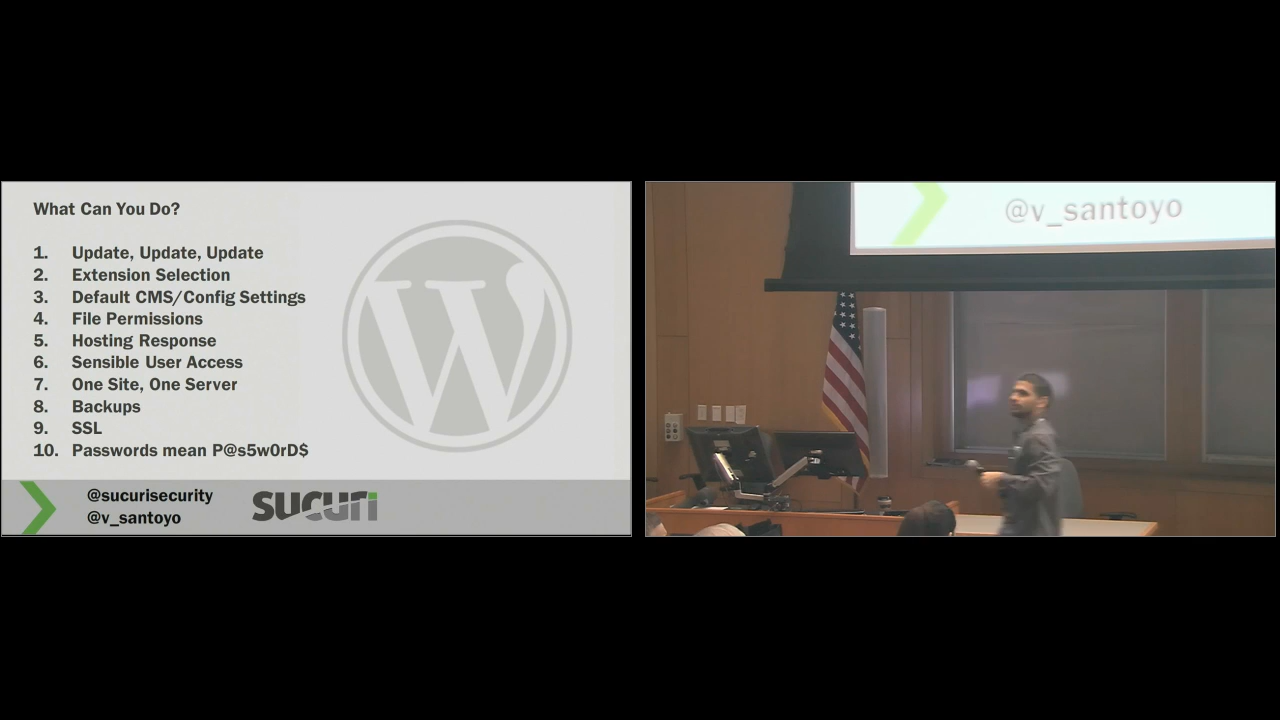 What Can You Do?
1. Update, Update, Update
2. Extension Selection
3. Default CMS/Config Settings
4. File Permissions
5. Hosting Response
6. Sensible User Access
7. One Site, One Server
8. Backups
9. SSL
10. Passwords mean P@s5w0rD$
@sucurisecurity
@v_santoyo
sucuri
@v_santoyo